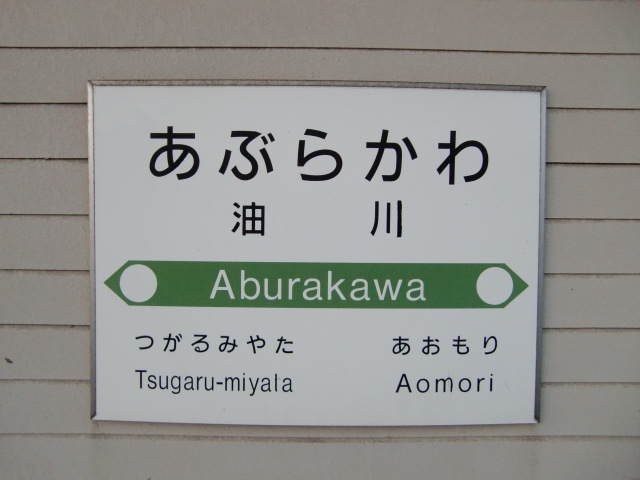 あぶらかわ
油川
Aburakawa
つがるみやた あおもり
Tsugaru-miyala Aomori